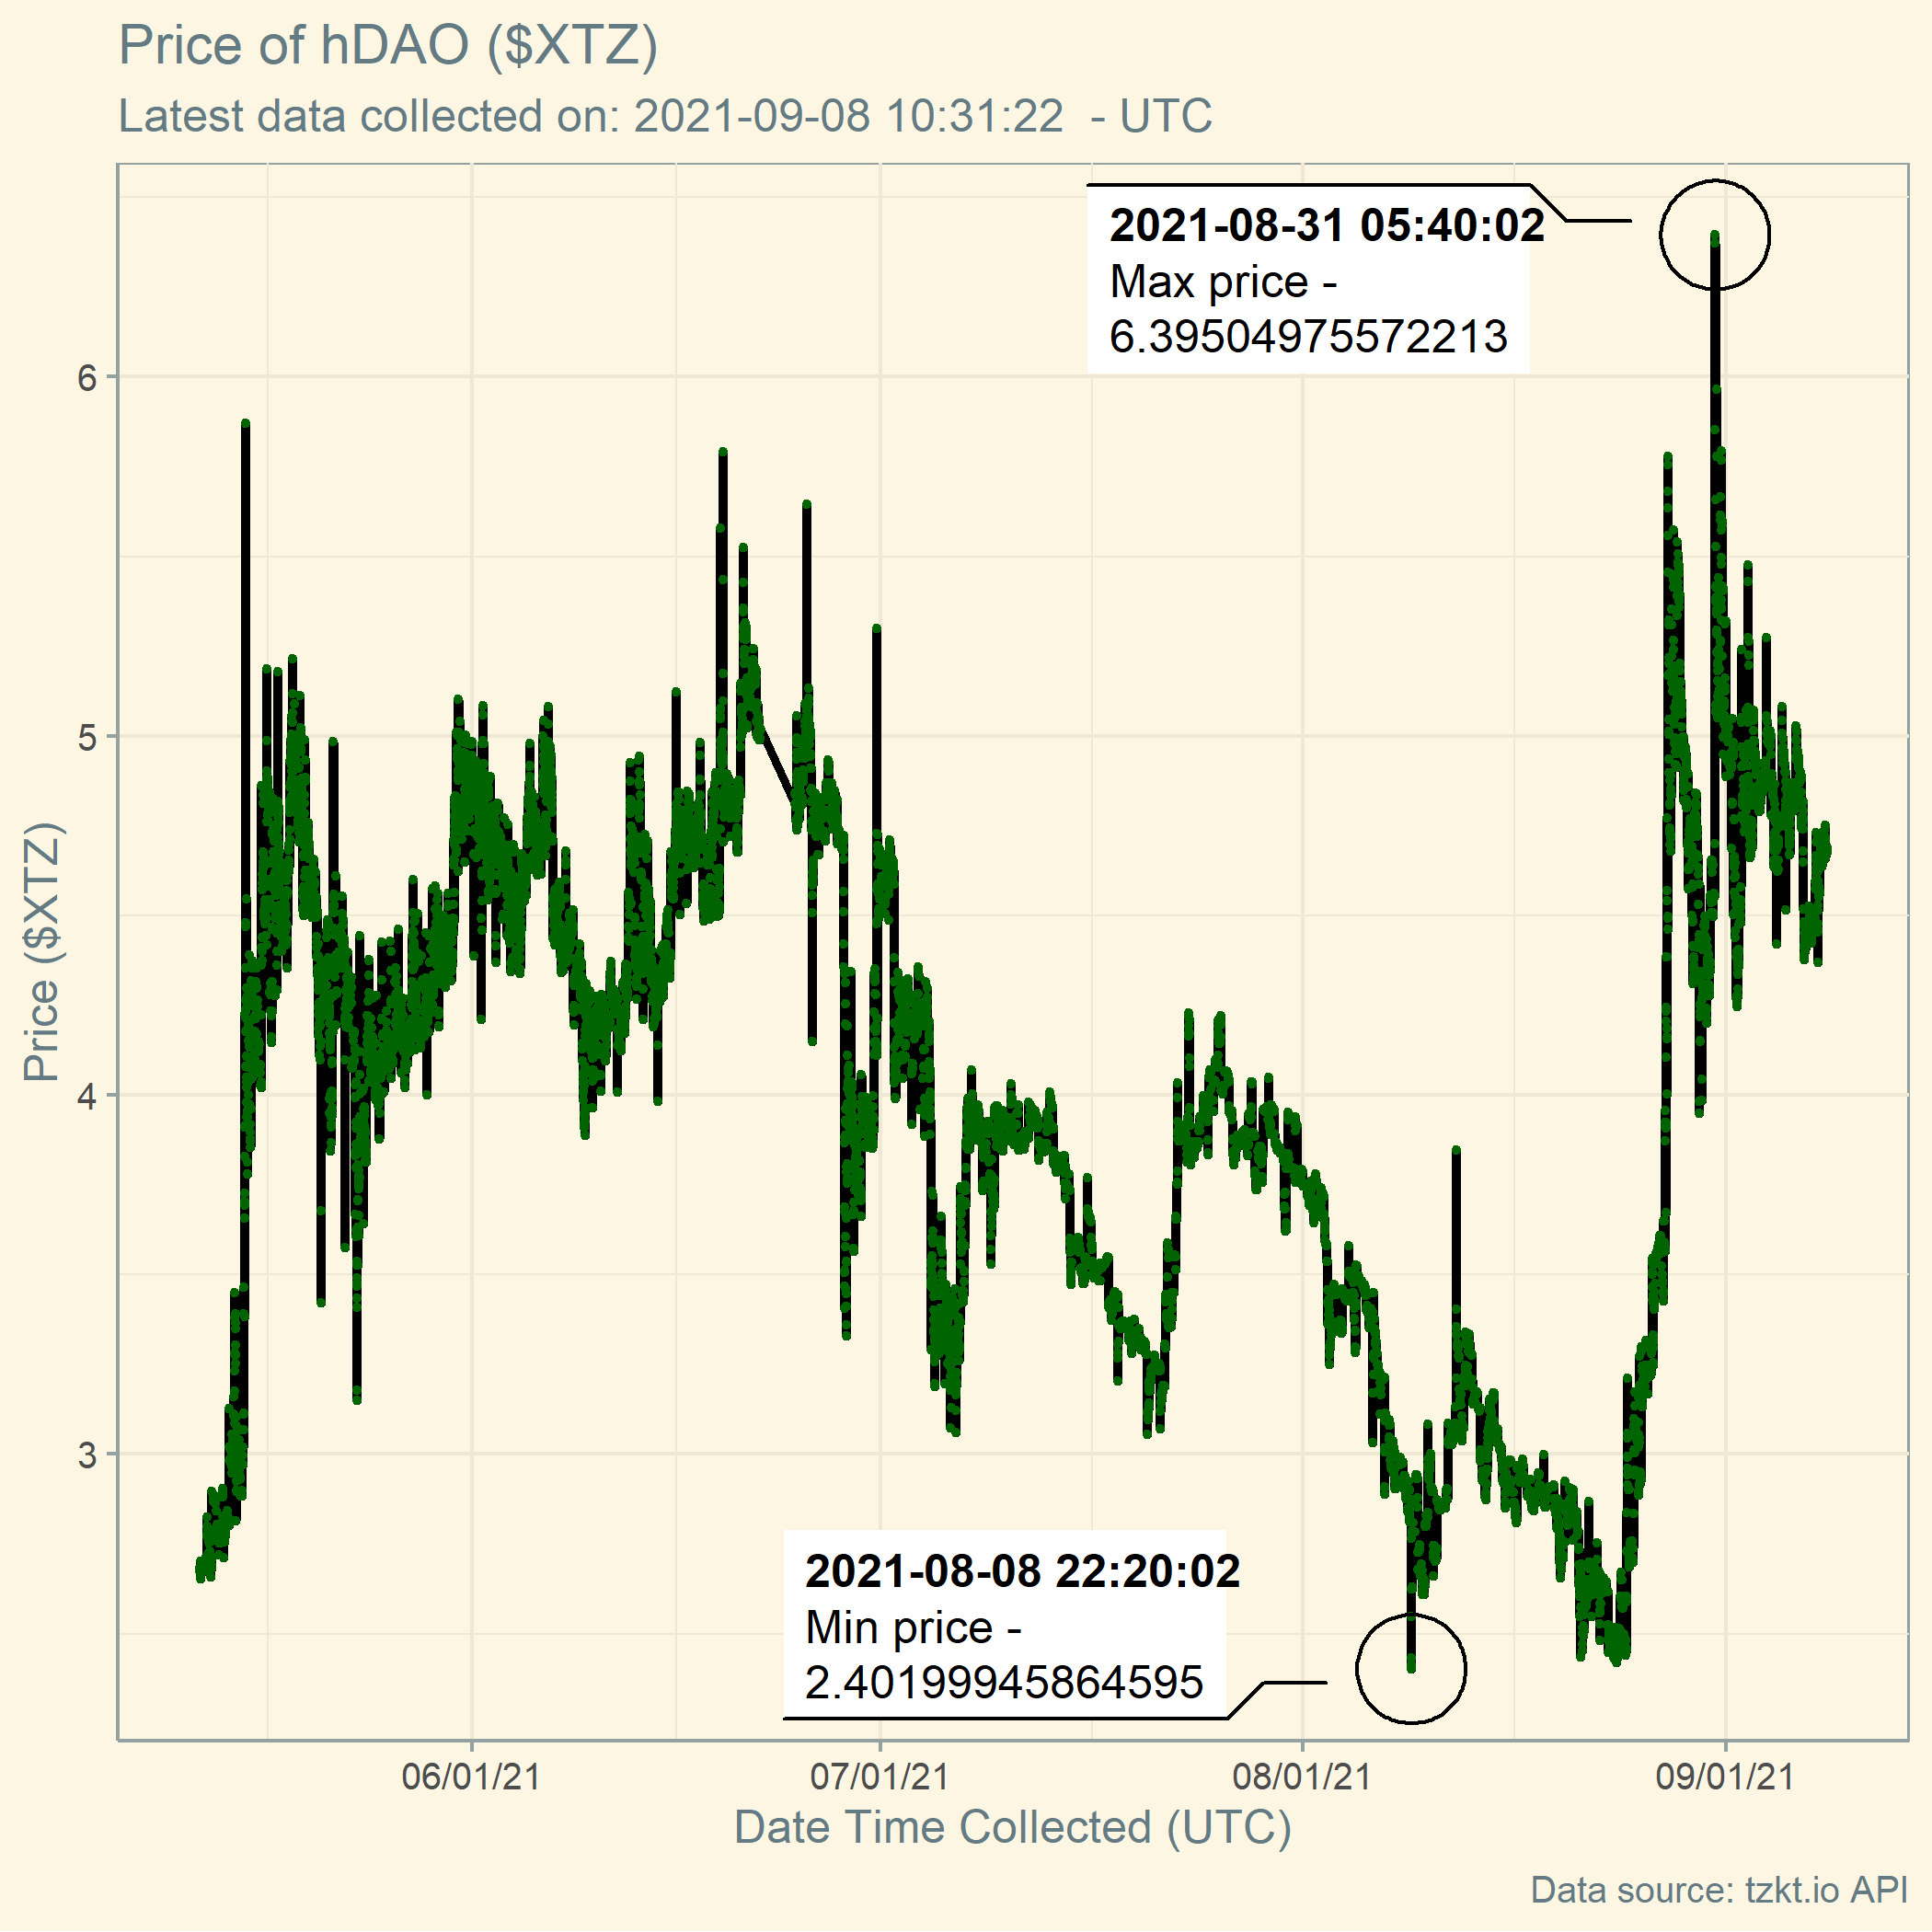 Price of hDAO ($XTZ)
Latest data collected on: 2021-09-08 10:31:22  - UTC
2021-08-31 05:40:02
Max price -
6.39504975572213
6
5
4
3
Price ($XTZ)
2021-08-08 22:20:02
Min price -
2.40199945864595
06/01/21
07/01/21
08/01/21
09/01/21
Date Time Collected (UTC)
Data source: tzkt.io API